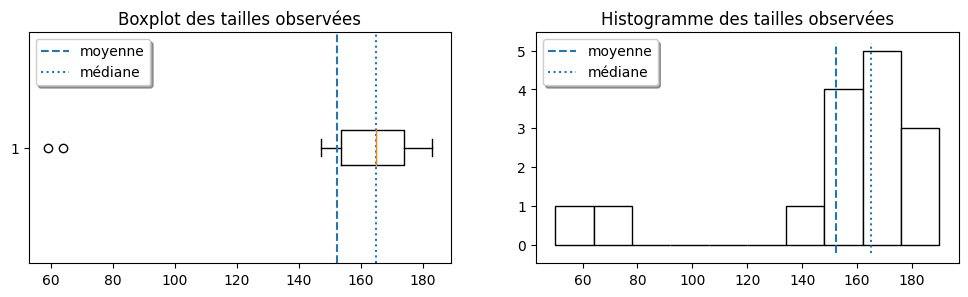 Boxplot des tailles observées
moyenne
médiane
1
60 80 100 120 140 160 180
Histogramme des tailles observées
moyenne
médiane
5
4
3
2
1
0
60 80 100 120 140 160 180